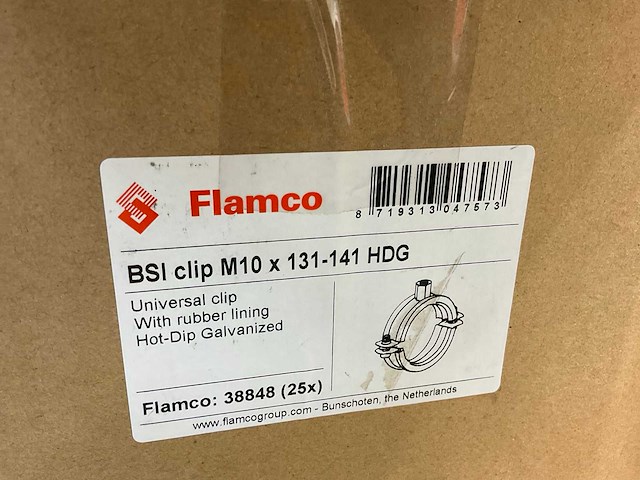 Flamco
8 719313 047573
BSI clip M10 x 131-141 HDG
Universal clip
With rubber lining
Hot-Dip Galvanized
Flamco: 38848 (25x)
www.flamcogroup.com - Bunschoten, the Netherlands